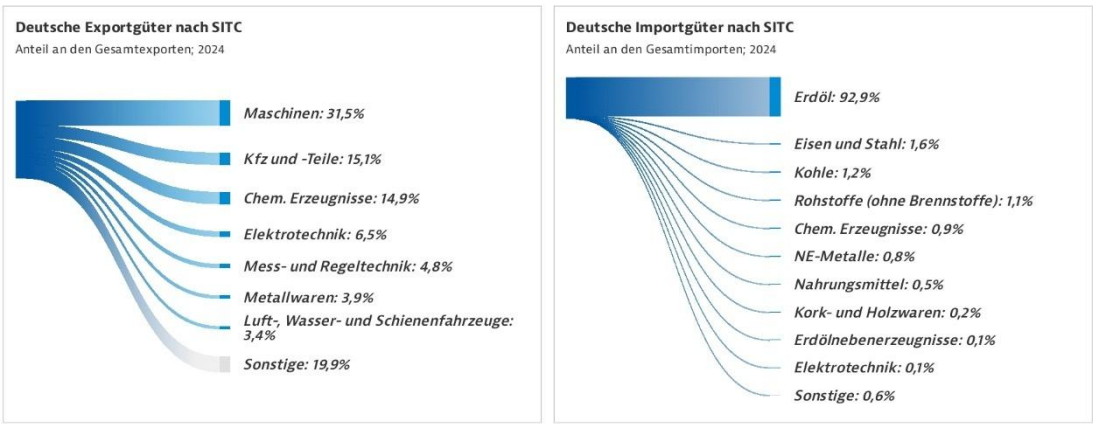 Deutsche Exportgüter nach SITC
Anteil an den Gesamtexporten; 2024
Maschinen: 31,5%
Kfz und -Teile: 15,1%
Chem. Erzeugnisse: 14,9%
Elektrotechnik: 6,5%
Mess- und Regeltechnik: 4,8%
Metallwaren: 3,9%
Luft-, Wasser- und Schienenfahrzeuge:
3,4%
Sonstige: 19,9%
Deutsche Importgüter nach SITC
Anteil an den Gesamtimporten; 2024
Erdöl: 92,9%
Eisen und Stahl: 1,6%
Kohle: 1,2%
Rohstoffe (ohne Brennstoffe): 1,1%
Chem. Erzeugnisse: 0,9%
NE-Metalle: 0,8%
Nahrungsmittel: 0,5%
Kork- und Holzwaren: 0,2%
Erdölnebenerzeugnisse: 0,1%
Elektrotechnik: 0,1%
Sonstige: 0,6%